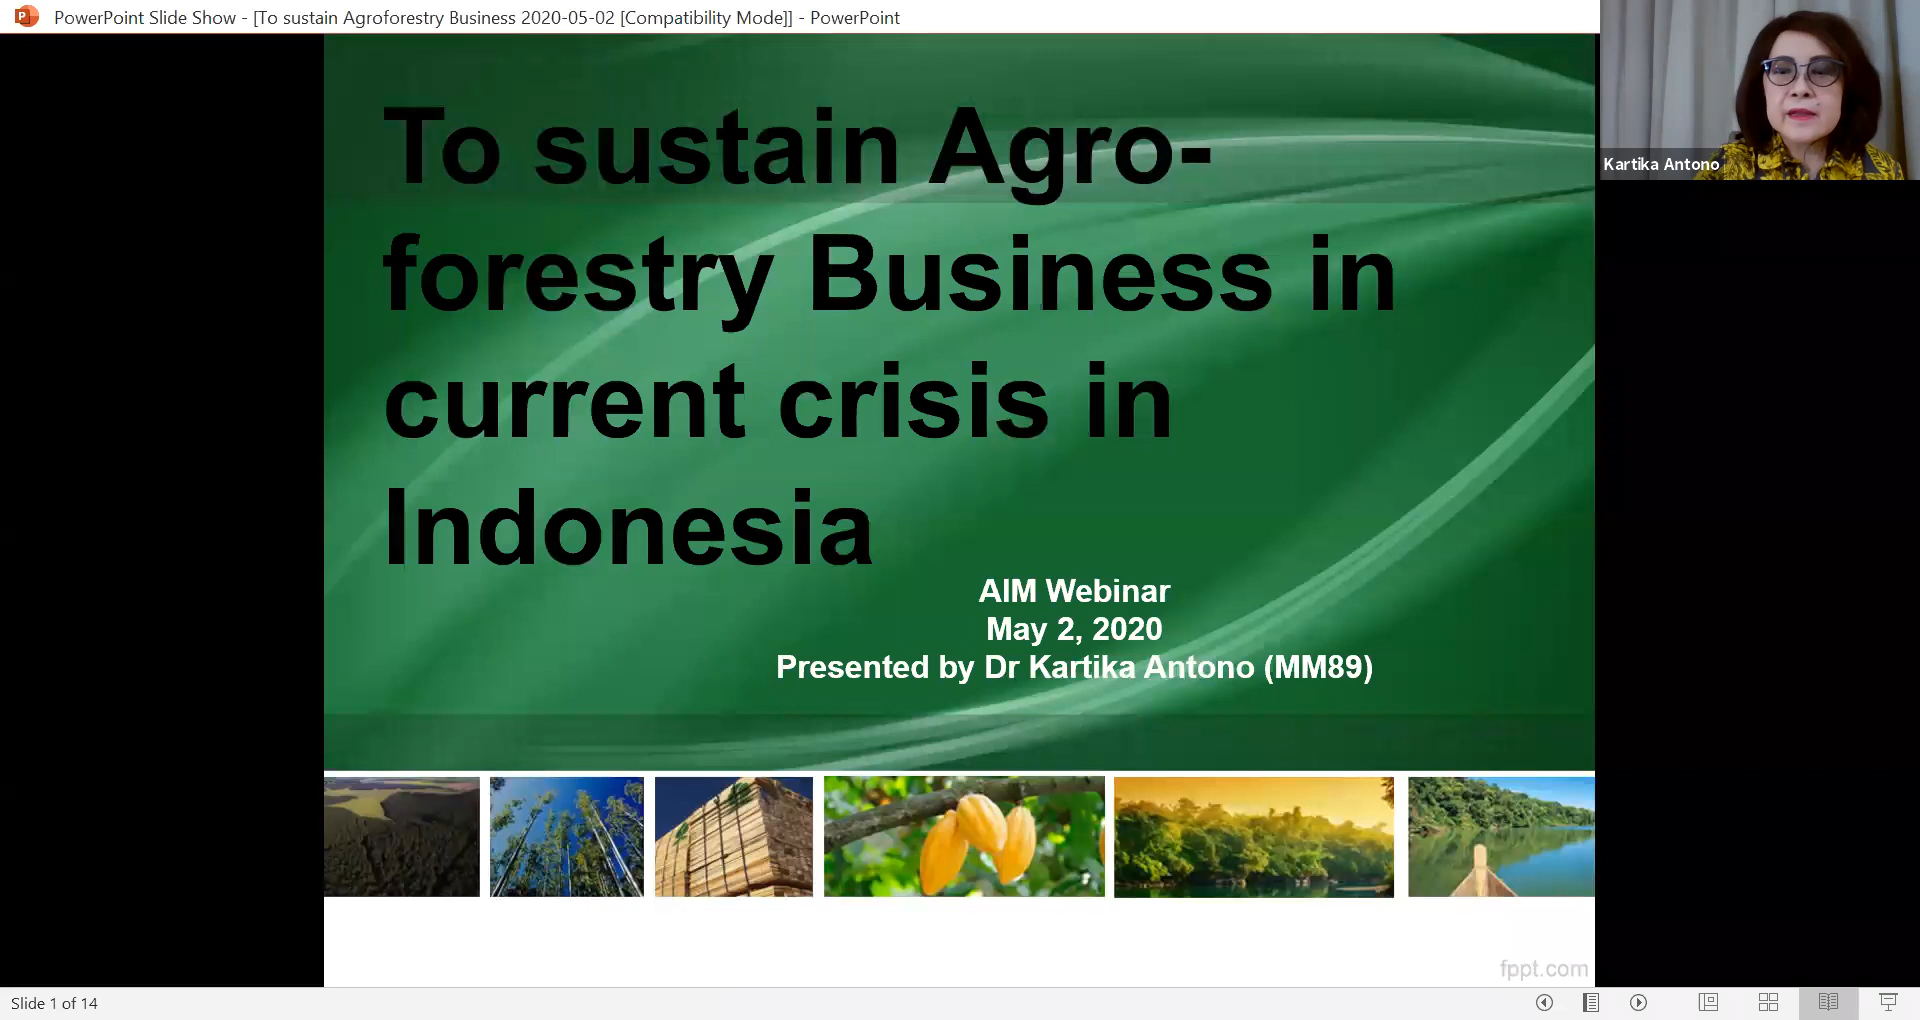 PowerPoint Slide Show - [To sustain Agroforestry Business 2020-05-02 [Compatibility Mode]] - PowerPoint
Kartika Antono
To sustain Agro-
forestry Business in
current crisis in
Indonesia
AIM Webinar
May 2, 2020
Presented by Dr Kartika Antono (MM89)
fppt.com
Slide 1 of 14